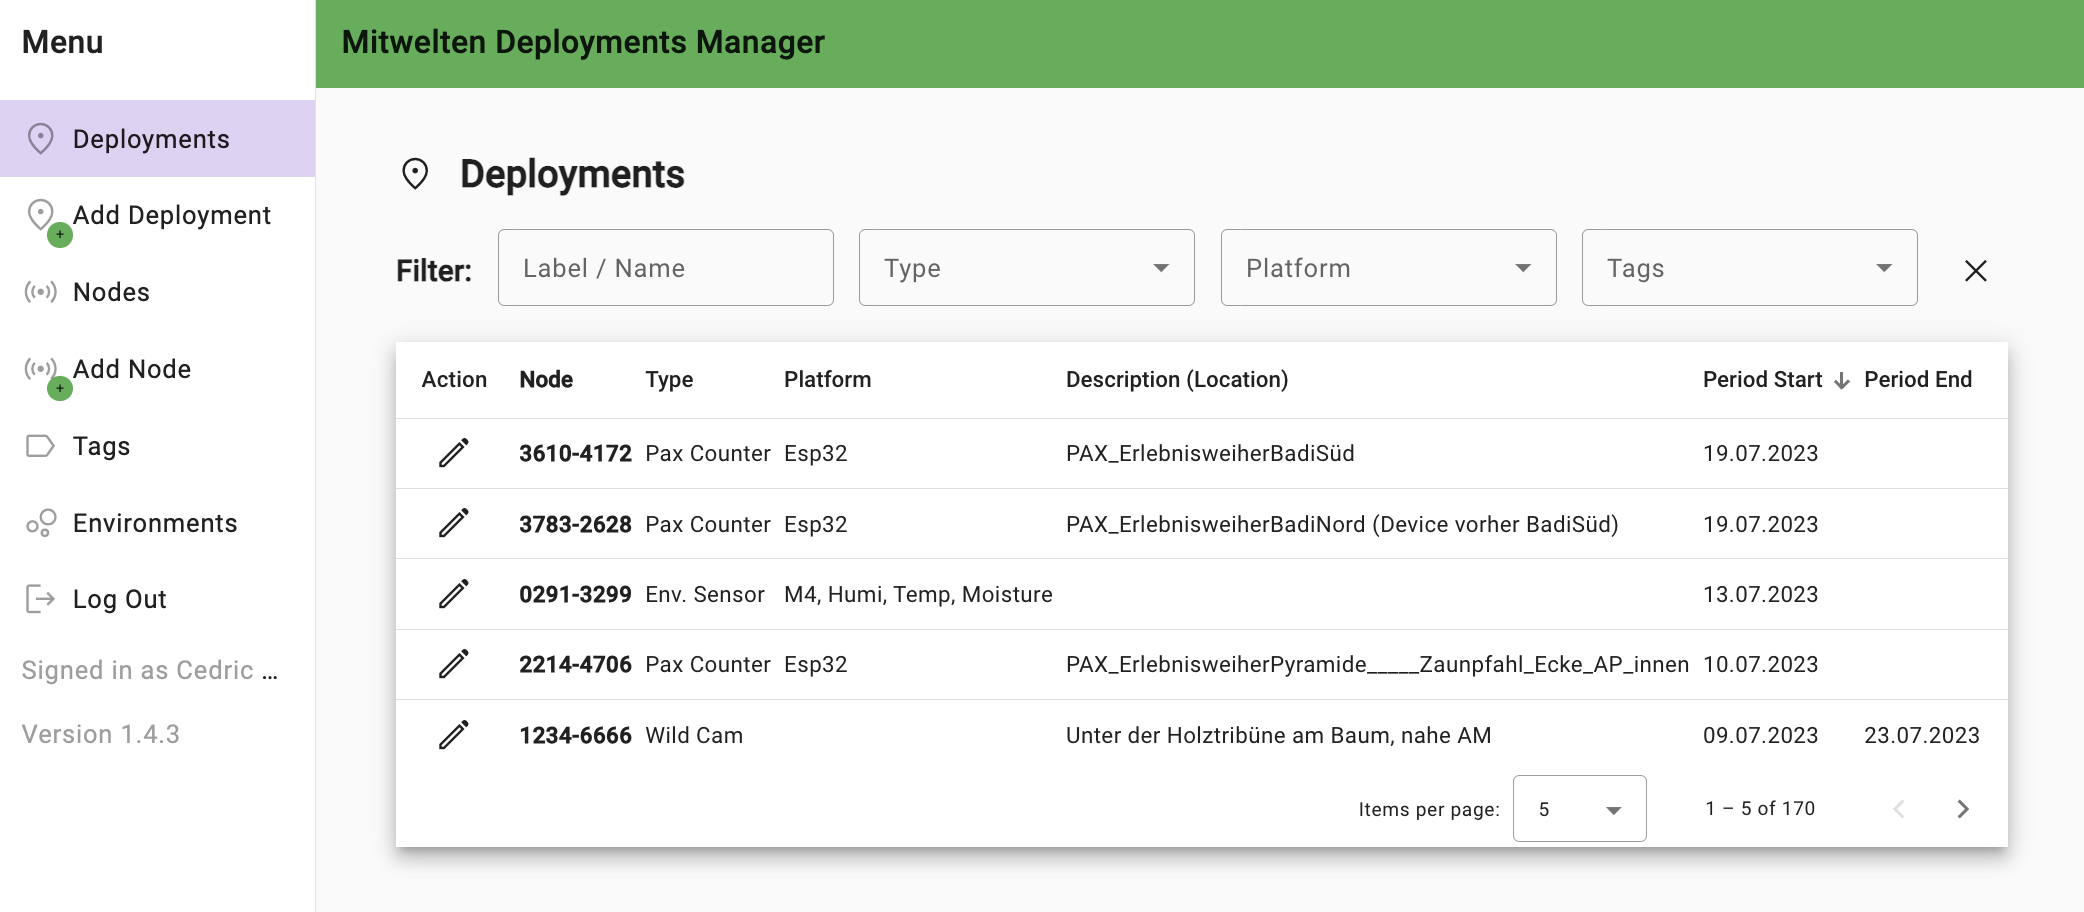 Menu
Mitwelten Deployments Manager
Deployments
Add Deployment
Nodes
Add Node
Tags
Environments
Log Out
Signed in as Cedric ...
Version 1.4.3
Deployments
Filter: Label / Name Type Platform Tags
Action Node Type Platform Description (Location) Period Start Period End
3610-4172 Pax Counter Esp32 PAX_ErlebnisweiherBadiSüd 19.07.2023
3783-2628 Pax Counter Esp32 PAX_ErlebnisweiherBadiNord (Device vorher BadiSüd) 19.07.2023
0291-3299 Env. Sensor M4, Humi, Temp, Moisture 13.07.2023
2214-4706 Pax Counter Esp32 PAX_ErlebnisweiherPyramide_____Zaunpfahl_Ecke_AP_innen 10.07.2023
1234-6666 Wild Cam Unter der Holztribüne am Baum, nahe AM 09.07.2023 23.07.2023
Items per page: 5 1 – 5 of 170